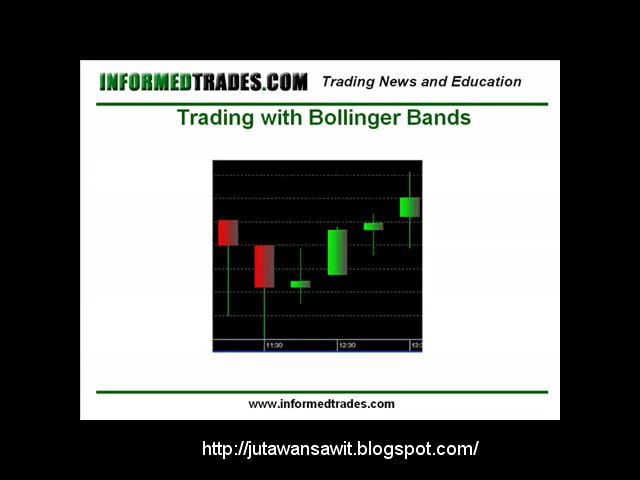 INFORMEDTRADES.COM Trading News and Education
Trading with Bollinger Bands
11:30 12:30
www.informedtrades.com
http://jutawansawit.blogspot.com/